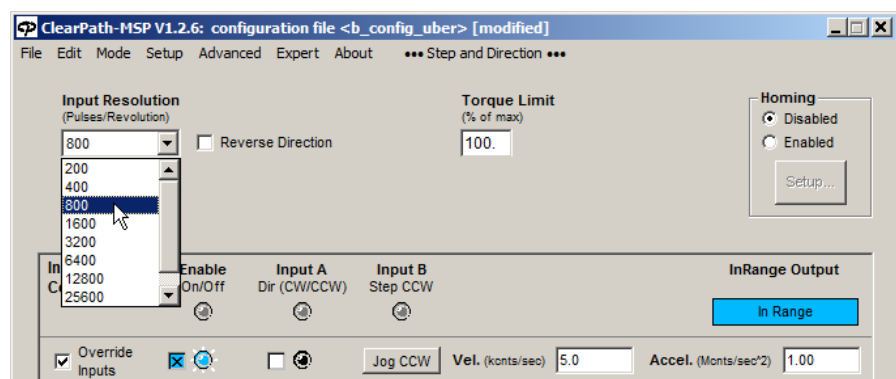 ClearPath-MSP V1.2.6: configuration file <b_config_uber> [modified]
File Edit Mode Setup Advanced Expert About ••• Step and Direction •••
Input Resolution
(Pulses/Revolution)
800
Reverse Direction
200
400
800
1600
3200
6400
12800
25600
Torque Limit
(% of max)
100.
Homing
Disabled
Enabled
Setup...
Enable
On/Off
Input A
Dir (CW/CCW)
Input B
Step CCW
InRange Output
In Range
Override
Inputs
Jog CCW
Vel. (kcnts/sec) 5.0
Accel. (Mcnts/sec^2) 1.00